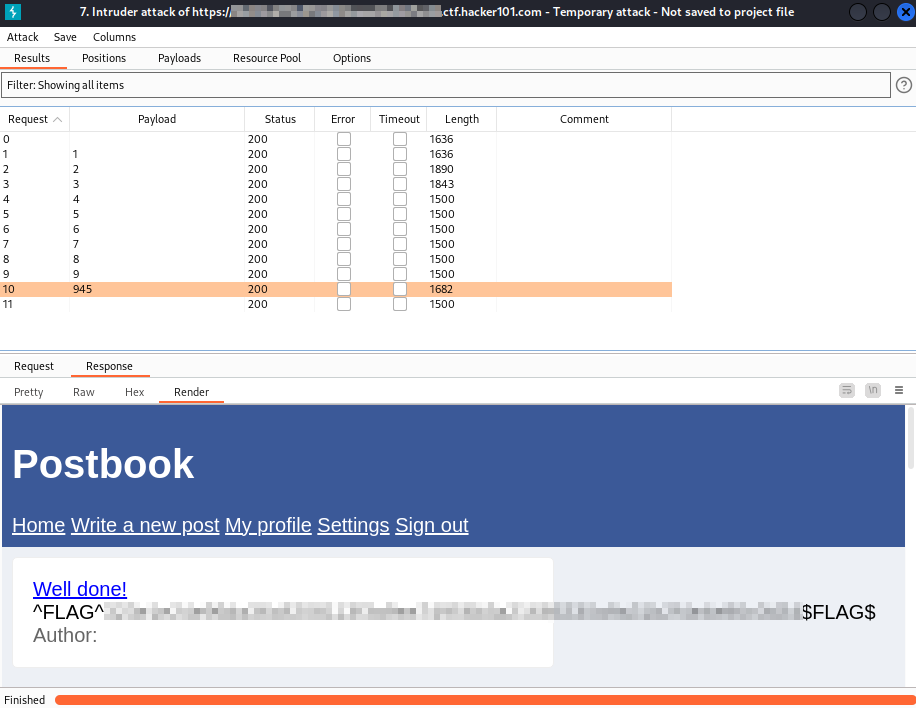 7. Intruder attack of https:// .ctf.hacker101.com - Temporary attack - Not saved to project file
Attack Save Columns
Results Positions Payloads Resource Pool Options
Filter: Showing all items ?
Request Payload Status Error Timeout Length Comment
0 200 1636
1 1 200 1636
2 2 200 1890
3 3 200 1843
4 4 200 1500
5 5 200 1500
6 6 200 1500
7 7 200 1500
8 8 200 1500
9 9 200 1500
10 945 200 1682
11 200 1500
Request Response
Pretty Raw Hex Render \n
Postbook
Home Write a new post My profile Settings Sign out
Well done!
^FLAG^ $FLAG$
Author:
Finished